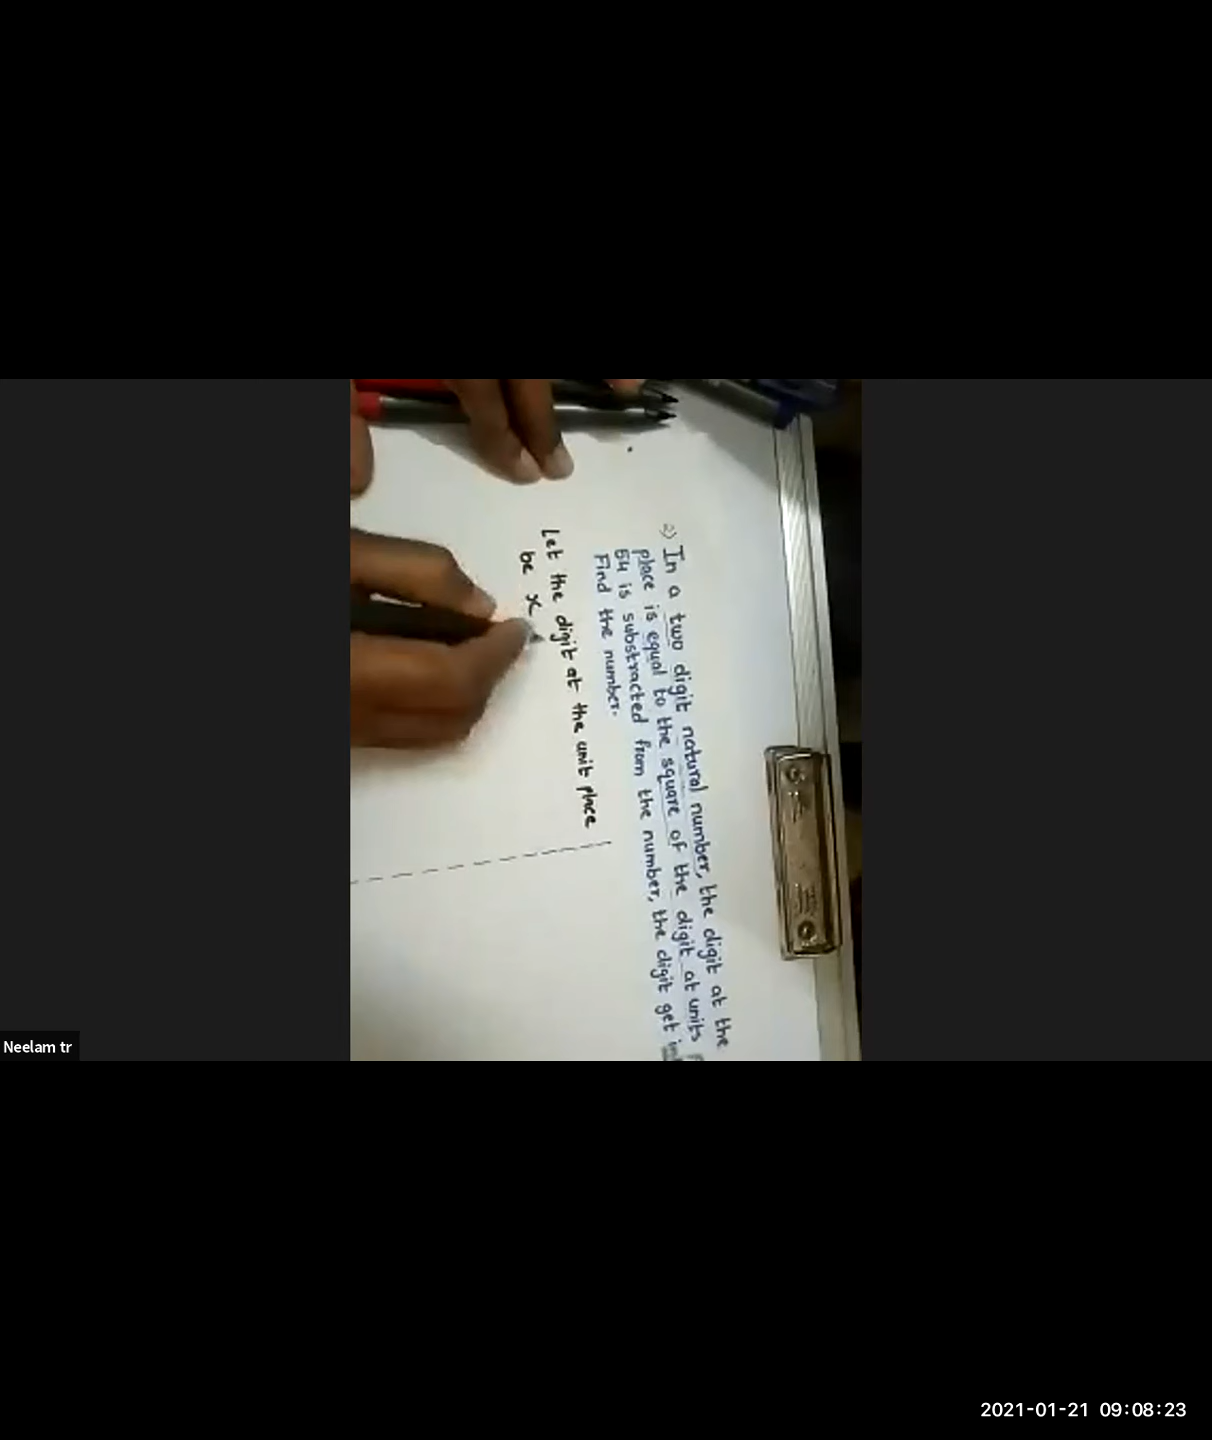 2) In a two digit natural number, the digit at the
place is equal to the square of the digit at units
54 is substracted from the number, the digit get
Find the number.
Let the digit at the unit place
be x
Neelam tr
2021-01-21 09:08:23